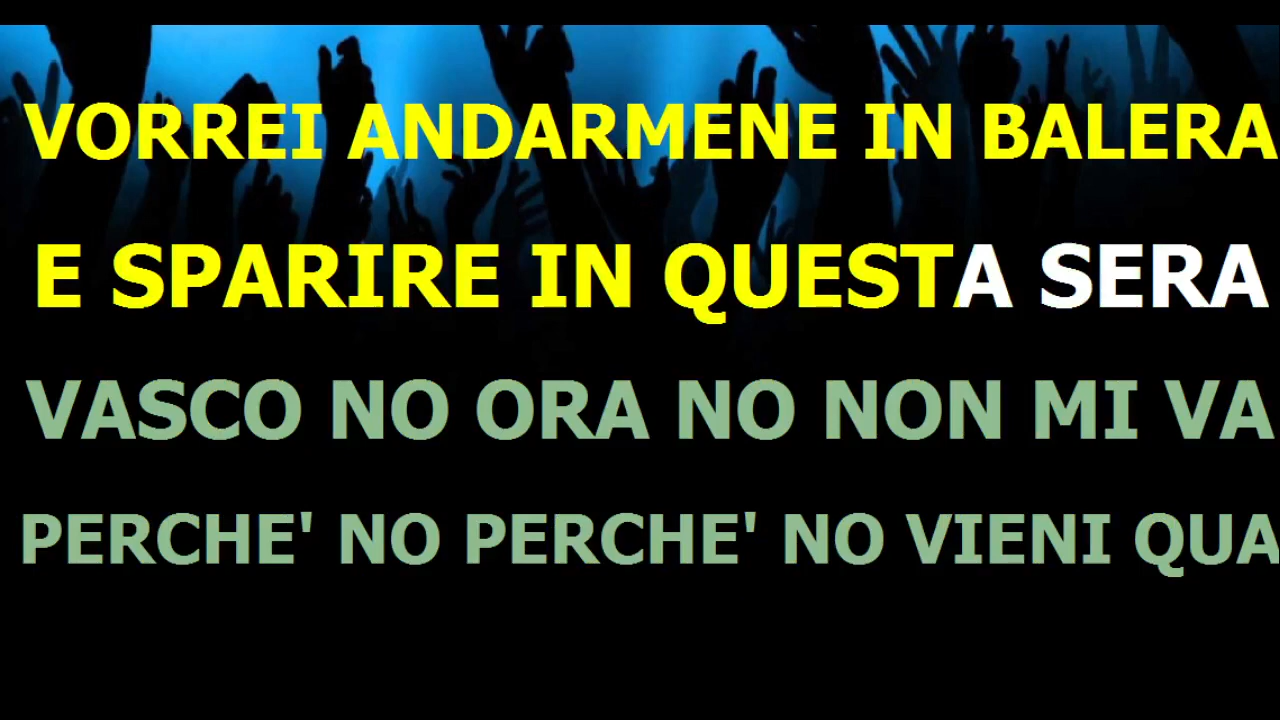 VORREI ANDARMENE IN BALERA
E SPARIRE IN QUESTA SERA
VASCO NO ORA NO NON MI VA
PERCHE' NO PERCHE' NO VIENI QUA